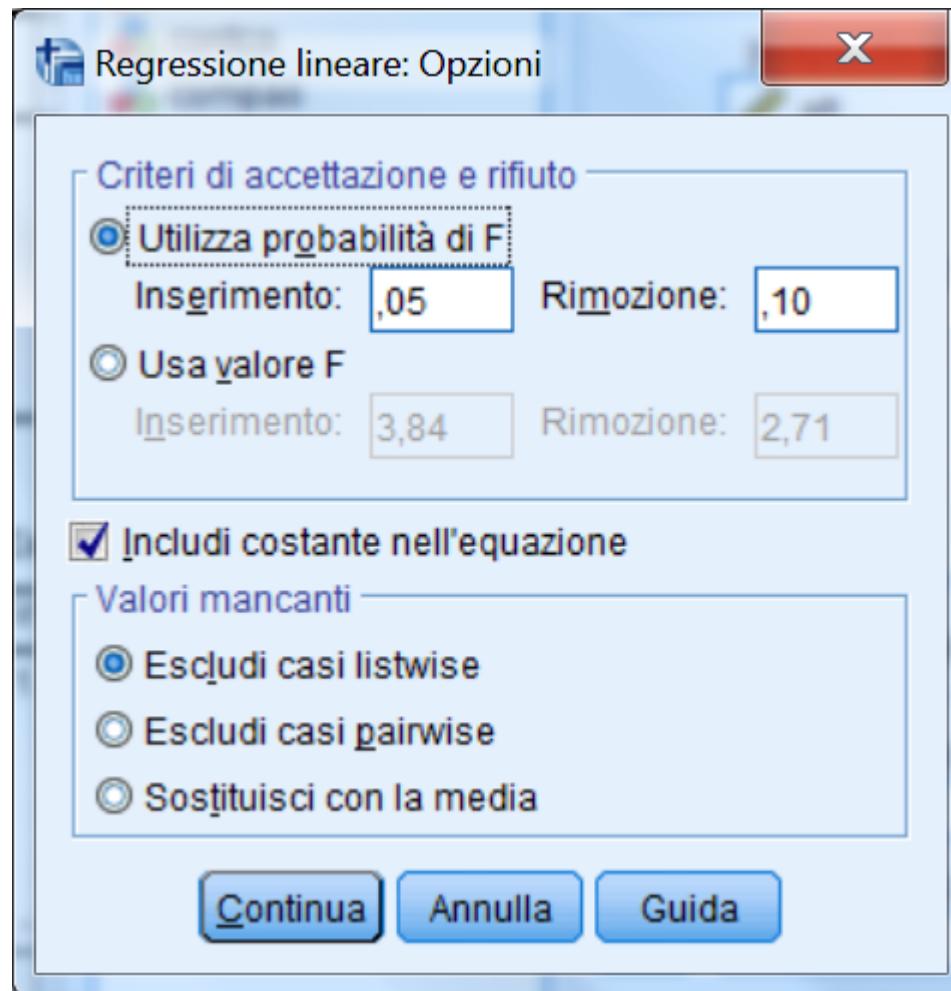 Regressione lineare: Opzioni
Criteri di accettazione e rifiuto
Utilizza probabilità di F
Inserimento: ,05 Rimozione: ,10
Usa valore F
Inserimento: 3,84 Rimozione: 2,71
Includi costante nell'equazione
Valori mancanti
Escludi casi listwise
Escludi casi pairwise
Sostituisci con la media
Continua Annulla Guida